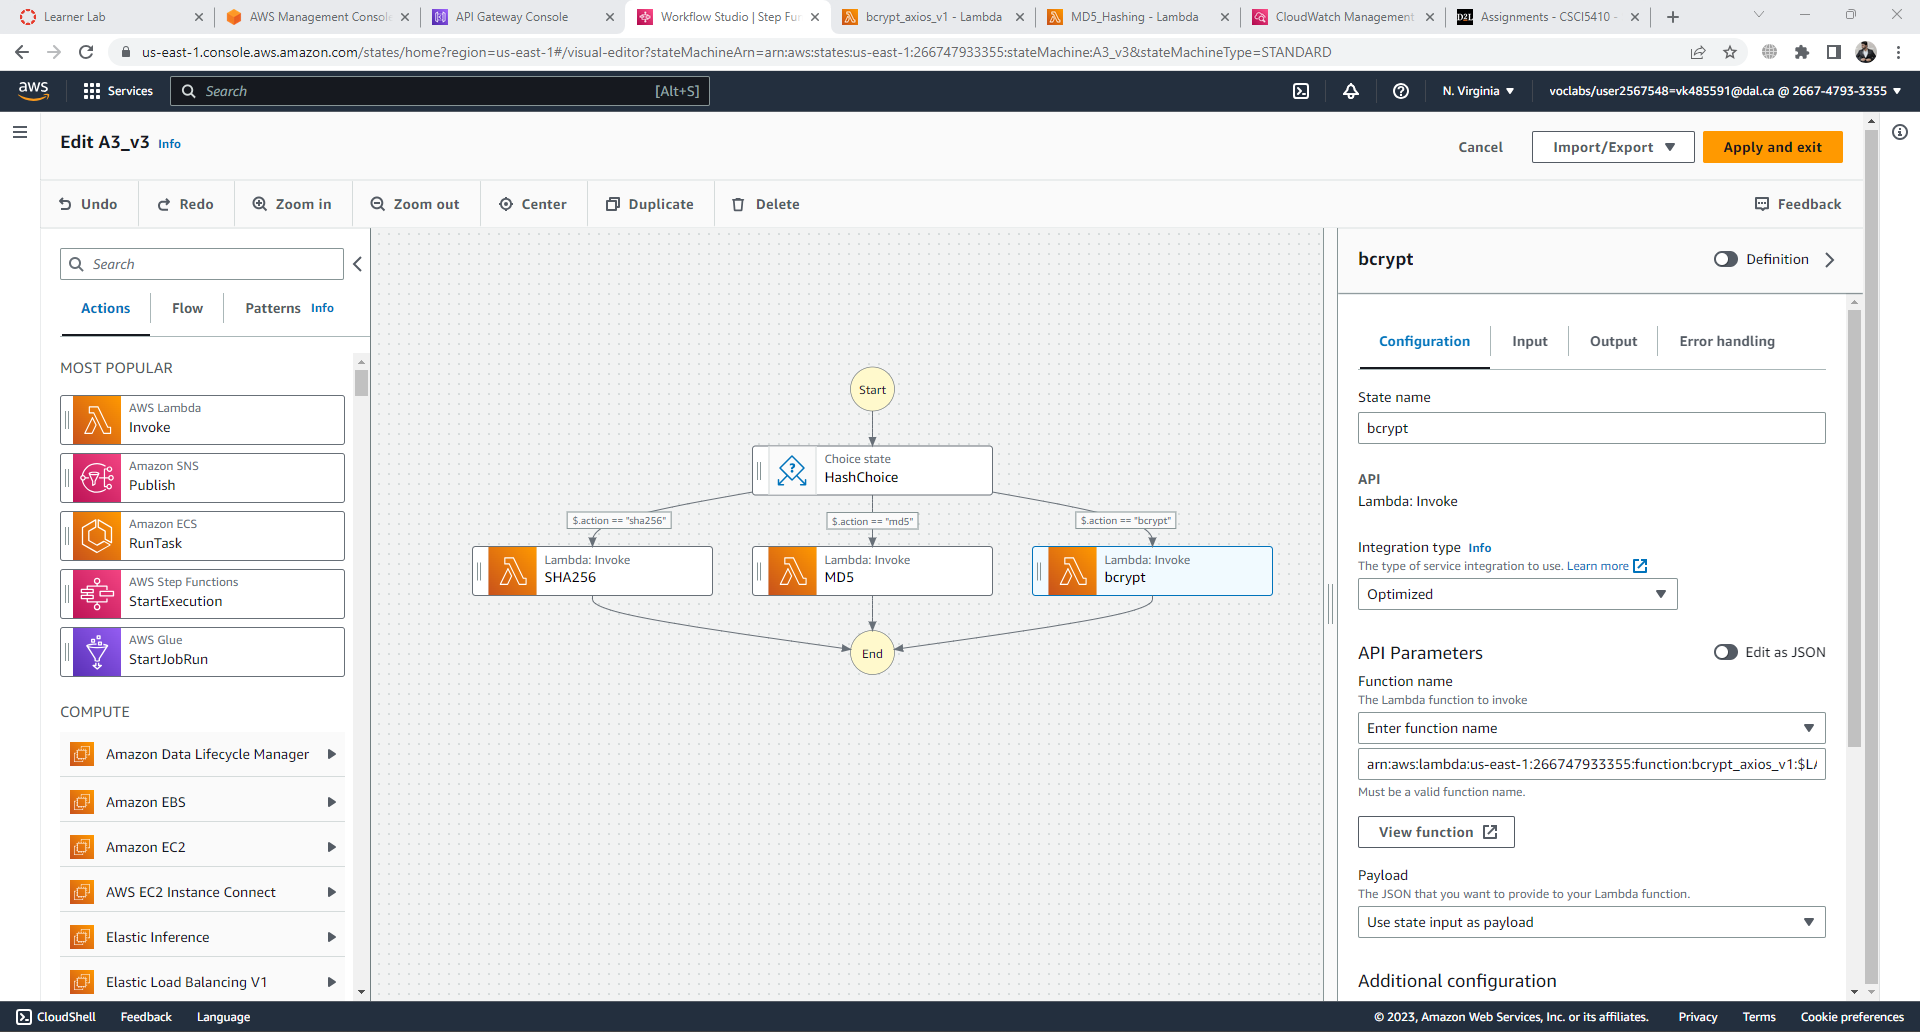 Learner Lab
AWS Management Console
API Gateway Console
Workflow Studio | Step Fun
bcrypt_axios_v1 - Lambda
MD5_Hashing - Lambda
CloudWatch Management
D2L
Assignments - CSCI5410 -
us-east-1.console.aws.amazon.com/states/home?region=us-east-1#/visual-editor?stateMachineArn=arn:aws:states:us-east-1:266747933355:stateMachine:A3_v3&stateMachineType=STANDARD
aws
Services
Search
[Alt+S]
N. Virginia
voclabs/user2567548=vk485591@dal.ca @ 2667-4793-3355
Edit A3_v3 Info
Cancel
Import/Export
Apply and exit
Undo
Redo
Zoom in
Zoom out
Center
Duplicate
Delete
Feedback
Search
Actions
Flow
Patterns
Info
MOST POPULAR
AWS Lambda
Invoke
Amazon SNS
Publish
Amazon ECS
RunTask
AWS Step Functions
StartExecution
AWS Glue
StartJobRun
COMPUTE
Amazon Data Lifecycle Manager
Amazon EBS
Amazon EC2
AWS EC2 Instance Connect
Elastic Inference
Elastic Load Balancing V1
Start
Choice state
HashChoice
$.action == "sha256"
$.action == "md5"
$.action == "bcrypt"
Lambda: Invoke
SHA256
Lambda: Invoke
MD5
Lambda: Invoke
bcrypt
End
bcrypt
Definition
Configuration
Input
Output
Error handling
State name
bcrypt
API
Lambda: Invoke
Integration type Info
The type of service integration to use. Learn more
Optimized
API Parameters
Edit as JSON
Function name
The Lambda function to invoke
Enter function name
arn:aws:lambda:us-east-1:266747933355:function:bcrypt_axios_v1:$LA
Must be a valid function name.
View function
Payload
The JSON that you want to provide to your Lambda function.
Use state input as payload
Additional configuration
CloudShell
Feedback
Language
© 2023, Amazon Web Services, Inc. or its affiliates.
Privacy
Terms
Cookie preferences